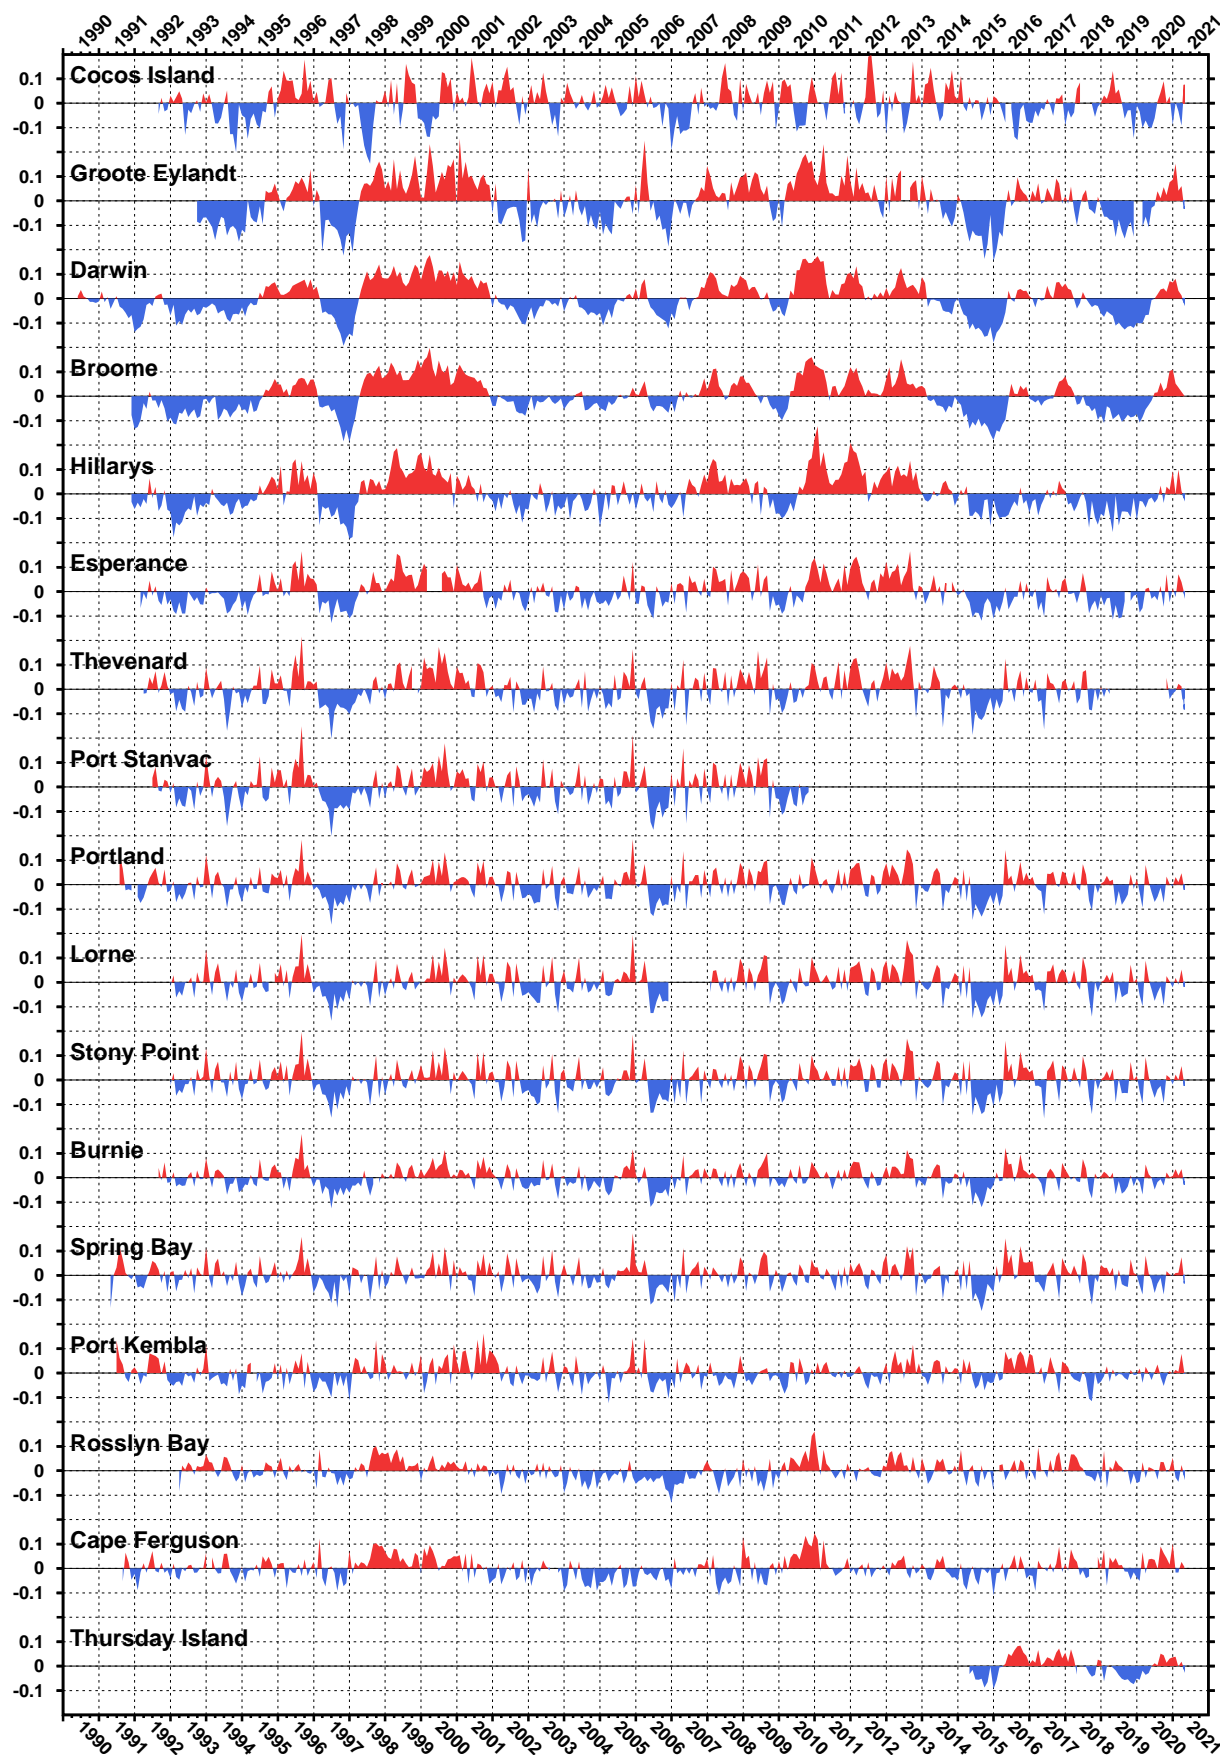 1990 1991 1992 1993 1994 1995 1996 1997 1998 1999 2000 2001 2002 2003 2004 2005 2006 2007 2008 2009 2010 2011 2012 2013 2014 2015 2016 2017 2018 2019 2020 2021
Cocos Island
0.1
0
-0.1
Groote Eylandt
0.1
0
-0.1
Darwin
0.1
0
-0.1
Broome
0.1
0
-0.1
Hillarys
0.1
0
-0.1
Esperance
0.1
0
-0.1
Thevenard
0.1
0
-0.1
Port Stanvac
0.1
0
-0.1
Portland
0.1
0
-0.1
Lorne
0.1
0
-0.1
Stony Point
0.1
0
-0.1
Burnie
0.1
0
-0.1
Spring Bay
0.1
0
-0.1
Port Kembla
0.1
0
-0.1
Rosslyn Bay
0.1
0
-0.1
Cape Ferguson
0.1
0
-0.1
Thursday Island
0.1
0
-0.1
1990 1991 1992 1993 1994 1995 1996 1997 1998 1999 2000 2001 2002 2003 2004 2005 2006 2007 2008 2009 2010 2011 2012 2013 2014 2015 2016 2017 2018 2019 2020 2021